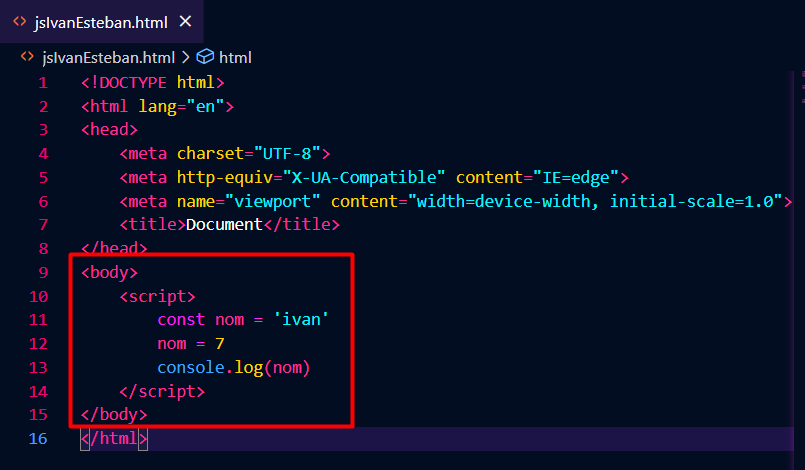 jsIvanEsteban.html
jsIvanEsteban.html > html
1 <!DOCTYPE html>
2 <html lang="en">
3 <head>
4     <meta charset="UTF-8">
5     <meta http-equiv="X-UA-Compatible" content="IE=edge">
6     <meta name="viewport" content="width=device-width, initial-scale=1.0">
7     <title>Document</title>
8 </head>
9 <body>
10     <script>
11         const nom = 'ivan'
12         nom = 7
13         console.log(nom)
14     </script>
15 </body>
16 </html>